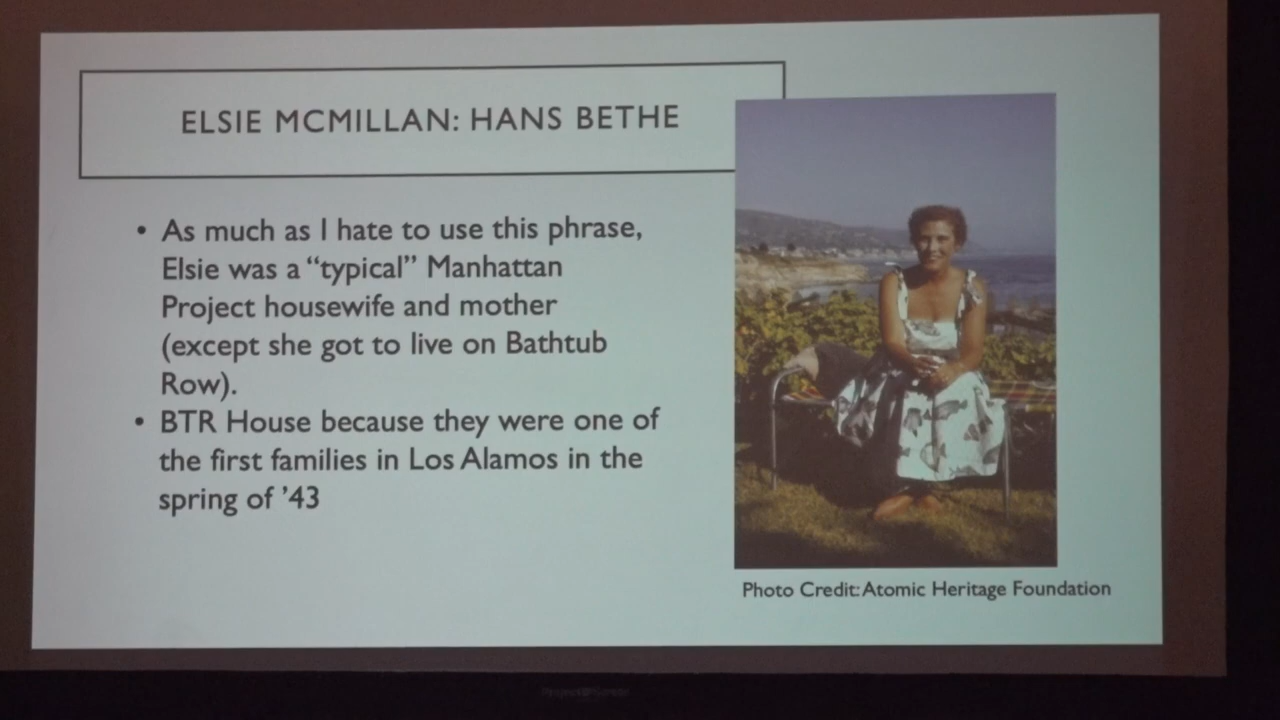 ELSIE MCMILLAN: HANS BETHE
• As much as I hate to use this phrase,
Elsie was a “typical” Manhattan
Project housewife and mother
(except she got to live on Bathtub
Row).
• BTR House because they were one of
the first families in Los Alamos in the
spring of ’43
Photo Credit: Atomic Heritage Foundation